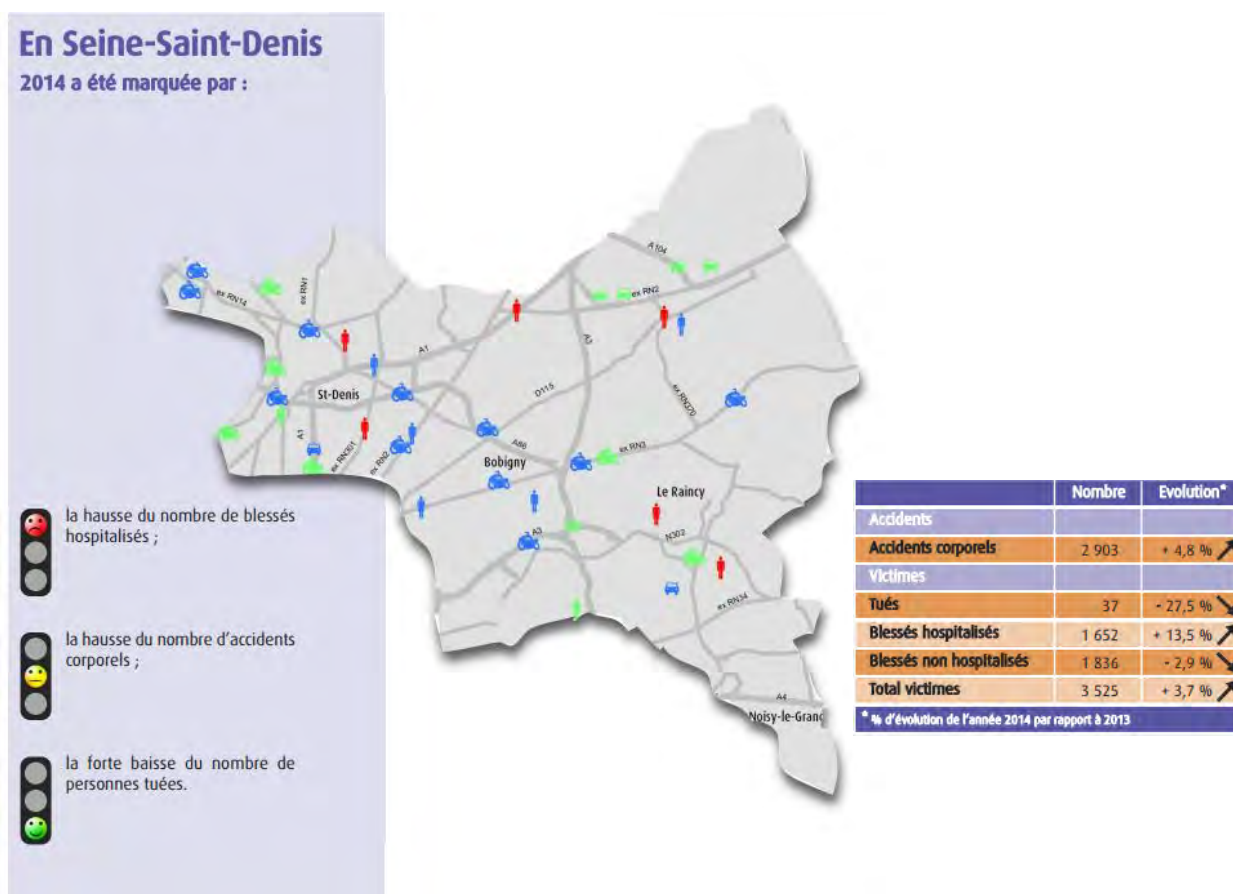 En Seine-Saint-Denis
2014 a été marquée par :
A104
ex RN14
ex RN1
ex RN2
A1
A3
St-Denis
D115
ex RN370
A1
ex RN301
ex RN2
A86
ex RN3
Bobigny
Le Raincy
A3
N302
ex RN34
A4
Noisy-le-Grand
la hausse du nombre de blessés
hospitalisés ;
la hausse du nombre d’accidents
corporels ;
la forte baisse du nombre de
personnes tuées.
Nombre Evolution*
Accidents
Accidents corporels 2 903 + 4,8 %
Victimes
Tués 37 - 27,5 %
Blessés hospitalisés 1 652 + 13,5 %
Blessés non hospitalisés 1 836 - 2,9 %
Total victimes 3 525 + 3,7 %
* % d’évolution de l’année 2014 par rapport à 2013